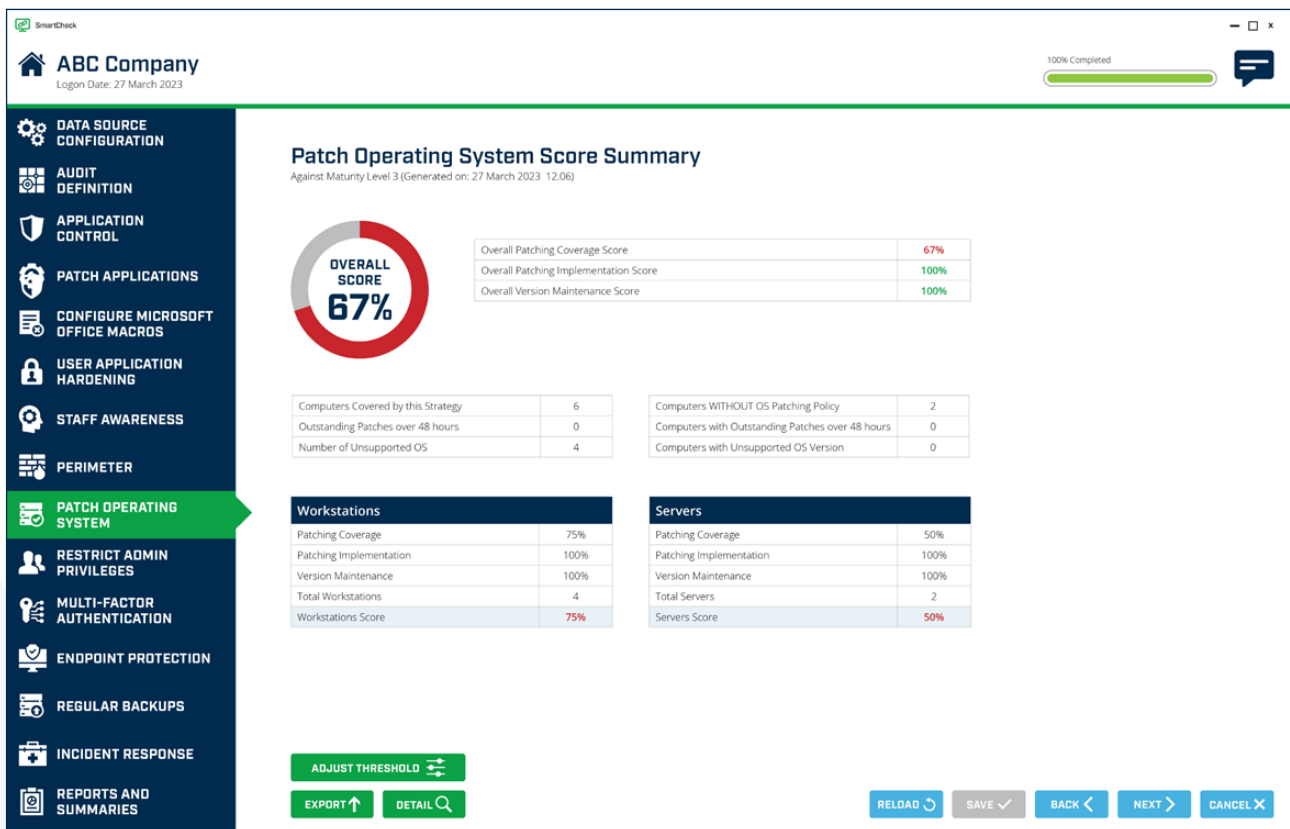 SmartCheck
ABC Company
Logon Date: 27 March 2023
100% Completed
DATA SOURCE
CONFIGURATION
AUDIT
DEFINITION
APPLICATION
CONTROL
PATCH APPLICATIONS
CONFIGURE MICROSOFT
OFFICE MACROS
USER APPLICATION
HARDENING
STAFF AWARENESS
PERIMETER
PATCH OPERATING
SYSTEM
RESTRICT ADMIN
PRIVILEGES
MULTI-FACTOR
AUTHENTICATION
ENDPOINT PROTECTION
REGULAR BACKUPS
INCIDENT RESPONSE
REPORTS AND
SUMMARIES
Patch Operating System Score Summary
Against Maturity Level 3 (Generated on: 27 March 2023 12.06)
OVERALL
SCORE
67%
Overall Patching Coverage Score 67%
Overall Patching Implementation Score 100%
Overall Version Maintenance Score 100%
Computers Covered by this Strategy 6
Outstanding Patches over 48 hours 0
Number of Unsupported OS 4
Computers WITHOUT OS Patching Policy 2
Computers with Outstanding Patches over 48 hours 0
Computers with Unsupported OS Version 0
Workstations
Patching Coverage 75%
Patching Implementation 100%
Version Maintenance 100%
Total Workstations 4
Workstations Score 75%
Servers
Patching Coverage 50%
Patching Implementation 100%
Version Maintenance 100%
Total Servers 2
Servers Score 50%
ADJUST THRESHOLD
EXPORT DETAIL
RELOAD SAVE BACK NEXT CANCEL